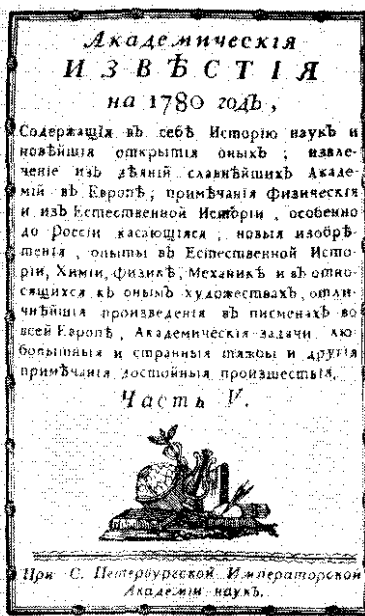 Академическія
ИЗВѢСТІЯ
на 1780 годъ,
Содержащія въ себѣ Исторію наукъ и
новѣйшія открытія оныхъ ; извле-
ченіе изъ дѣяній славнѣйшихъ Акаде-
мій въ Европѣ; примѣчанія физическія
и изъ Естественной Исторіи , особенно
до Россіи касающіяся ; новыя изобрѣ-
тенія , опыты въ Естественной Исто-
ріи, Химіи, физикѣ, Механикѣ и въ отно-
сящихся къ онымъ художествахъ, отли-
чнѣйшія произведенія въ писменахъ во
всей Европѣ , Академическія задачи, лю-
бопытныя и странныя тяжбы и другія
примѣчанія достойныя произшествія.
Часть V.
При С. Петербургской Императорской
Академіи наукъ.